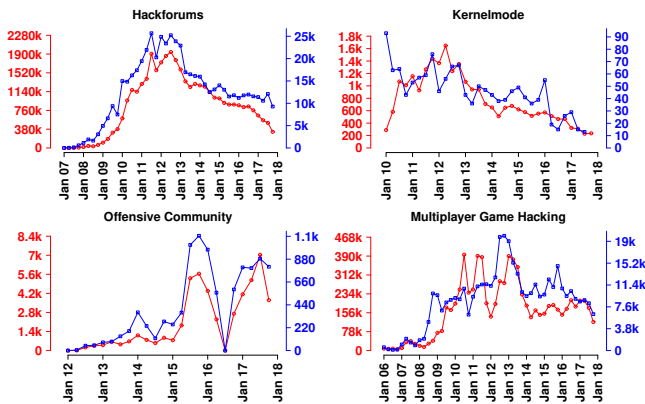 Hackforums
2280k
1900k
1520k
1140k
760k
380k
0
25k
20k
15k
10k
5k
0
Jan 07
Jan 08
Jan 09
Jan 10
Jan 11
Jan 12
Jan 13
Jan 14
Jan 15
Jan 16
Jan 17
Jan 18
Kernelmode
1.8k
1.6k
1.4k
1.2k
1k
800
600
400
200
0
90
80
70
60
50
40
30
20
10
0
Jan 10
Jan 11
Jan 12
Jan 13
Jan 14
Jan 15
Jan 16
Jan 17
Jan 18
Offensive Community
8.4k
7k
5.6k
4.2k
2.8k
1.4k
0
1.1k
880
660
440
220
0
Jan 12
Jan 13
Jan 14
Jan 15
Jan 16
Jan 17
Jan 18
Multiplayer Game Hacking
468k
390k
312k
234k
156k
78k
0
19k
15.2k
11.4k
7.6k
3.8k
0
Jan 06
Jan 07
Jan 08
Jan 09
Jan 10
Jan 11
Jan 12
Jan 13
Jan 14
Jan 15
Jan 16
Jan 17
Jan 18